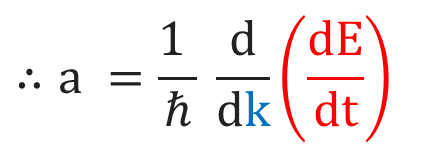 ∴ a = 1/ℏ d/dk (dE/dt)